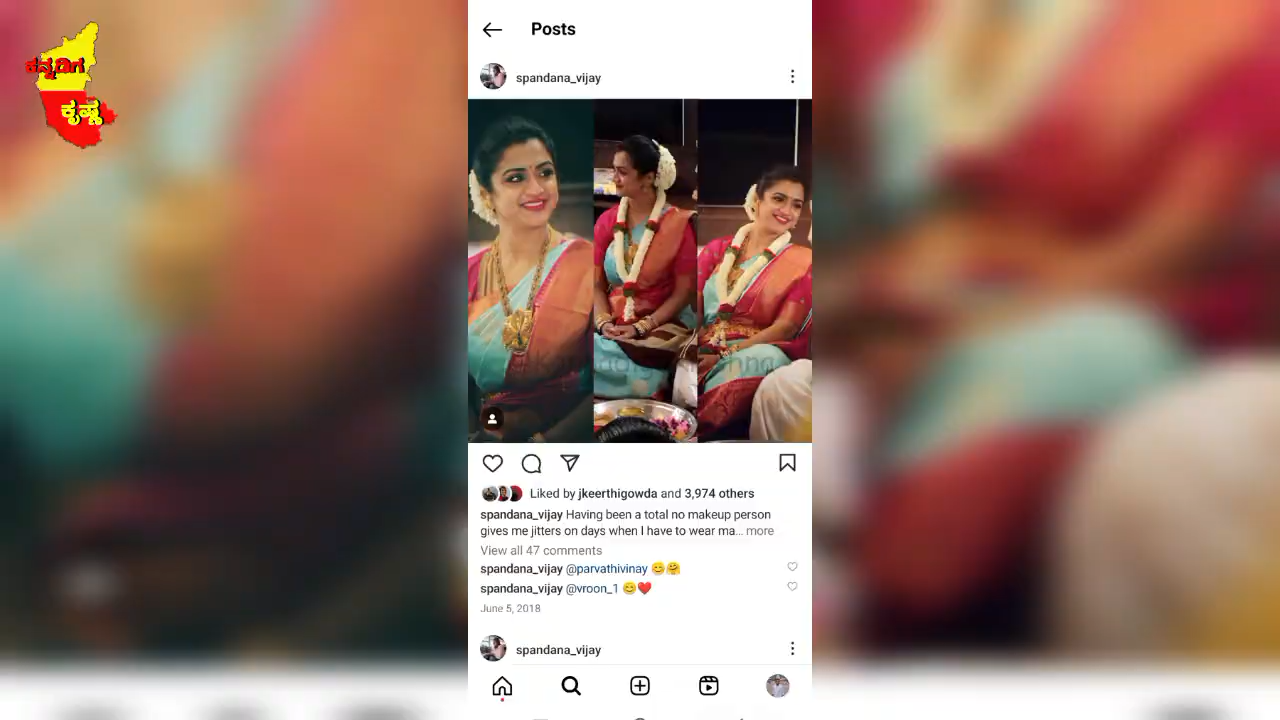 ಕನ್ನಡಿಗ
ಕೃಷ್ಣ
Posts
spandana_vijay
Liked by jkeerthigowda and 3,974 others
spandana_vijay Having been a total no makeup person
gives me jitters on days when I have to wear ma... more
View all 47 comments
spandana_vijay @parvathivinay 😊🤗
spandana_vijay @vroon_1 😊❤️
June 5, 2018
spandana_vijay